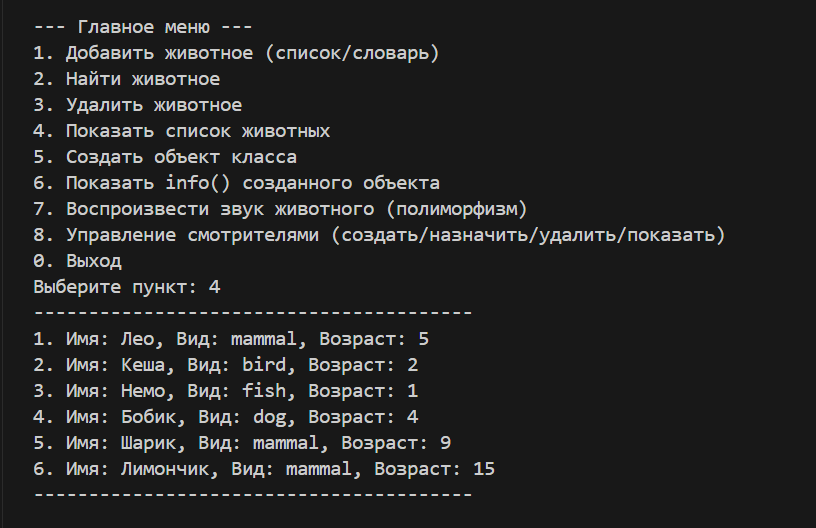 --- Главное меню ---
1. Добавить животное (список/словарь)
2. Найти животное
3. Удалить животное
4. Показать список животных
5. Создать объект класса
6. Показать info() созданного объекта
7. Воспроизвести звук животного (полиморфизм)
8. Управление смотрителями (создать/назначить/удалить/показать)
0. Выход
Выберите пункт: 4
----------------------------------------
1. Имя: Лео, Вид: mammal, Возраст: 5
2. Имя: Кеша, Вид: bird, Возраст: 2
3. Имя: Немо, Вид: fish, Возраст: 1
4. Имя: Бобик, Вид: dog, Возраст: 4
5. Имя: Шарик, Вид: mammal, Возраст: 9
6. Имя: Лимончик, Вид: mammal, Возраст: 15
----------------------------------------